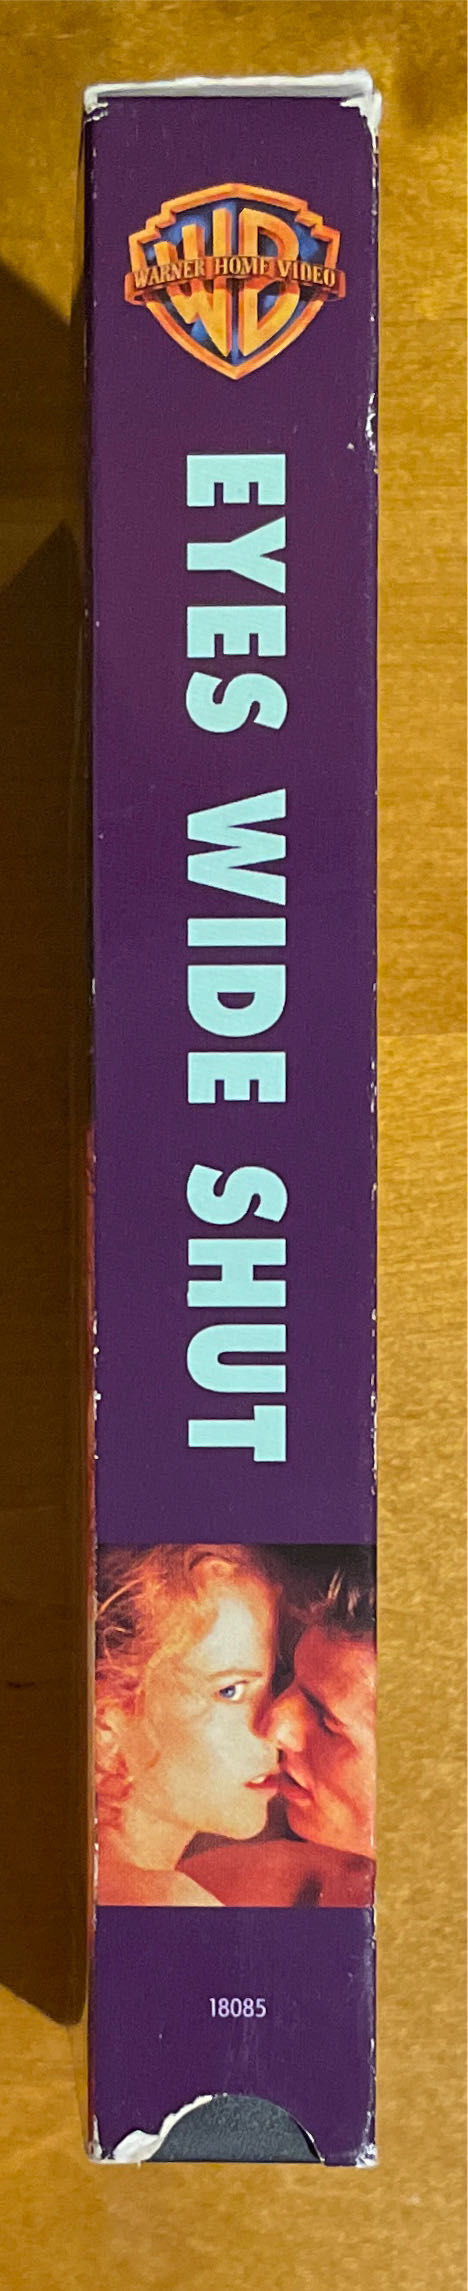 WB
WARNER HOME VIDEO
EYES WIDE SHUT
18085